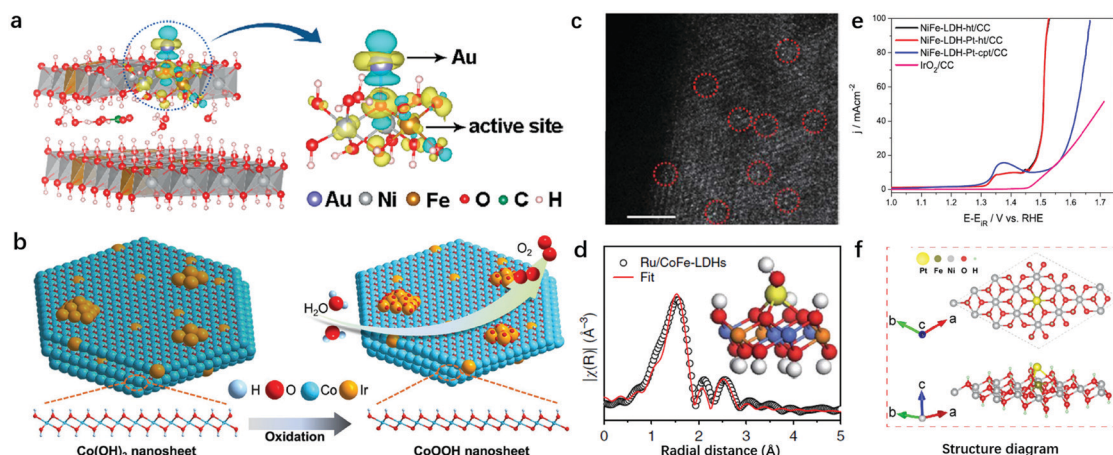 a
Au
active site
Au Ni Fe O C H
b
H₂O
O₂
H O Co Ir
Oxidation
Co(OH)₂ nanosheet
CoOOH nanosheet
c
d
Ru/CoFe-LDHs
Fit
|χ(R)| (Å⁻³)
0 1 2 3 4 5
Radial distance (Å)
e
NiFe-LDH-ht/CC
NiFe-LDH-Pt-ht/CC
NiFe-LDH-Pt-cpt/CC
IrO₂/CC
j / mAcm⁻²
100
80
60
40
20
0
1.0 1.1 1.2 1.3 1.4 1.5 1.6 1.7
E-E_iR / V vs. RHE
f
Pt Fe Ni O H
b c a
c
b a
Structure diagram